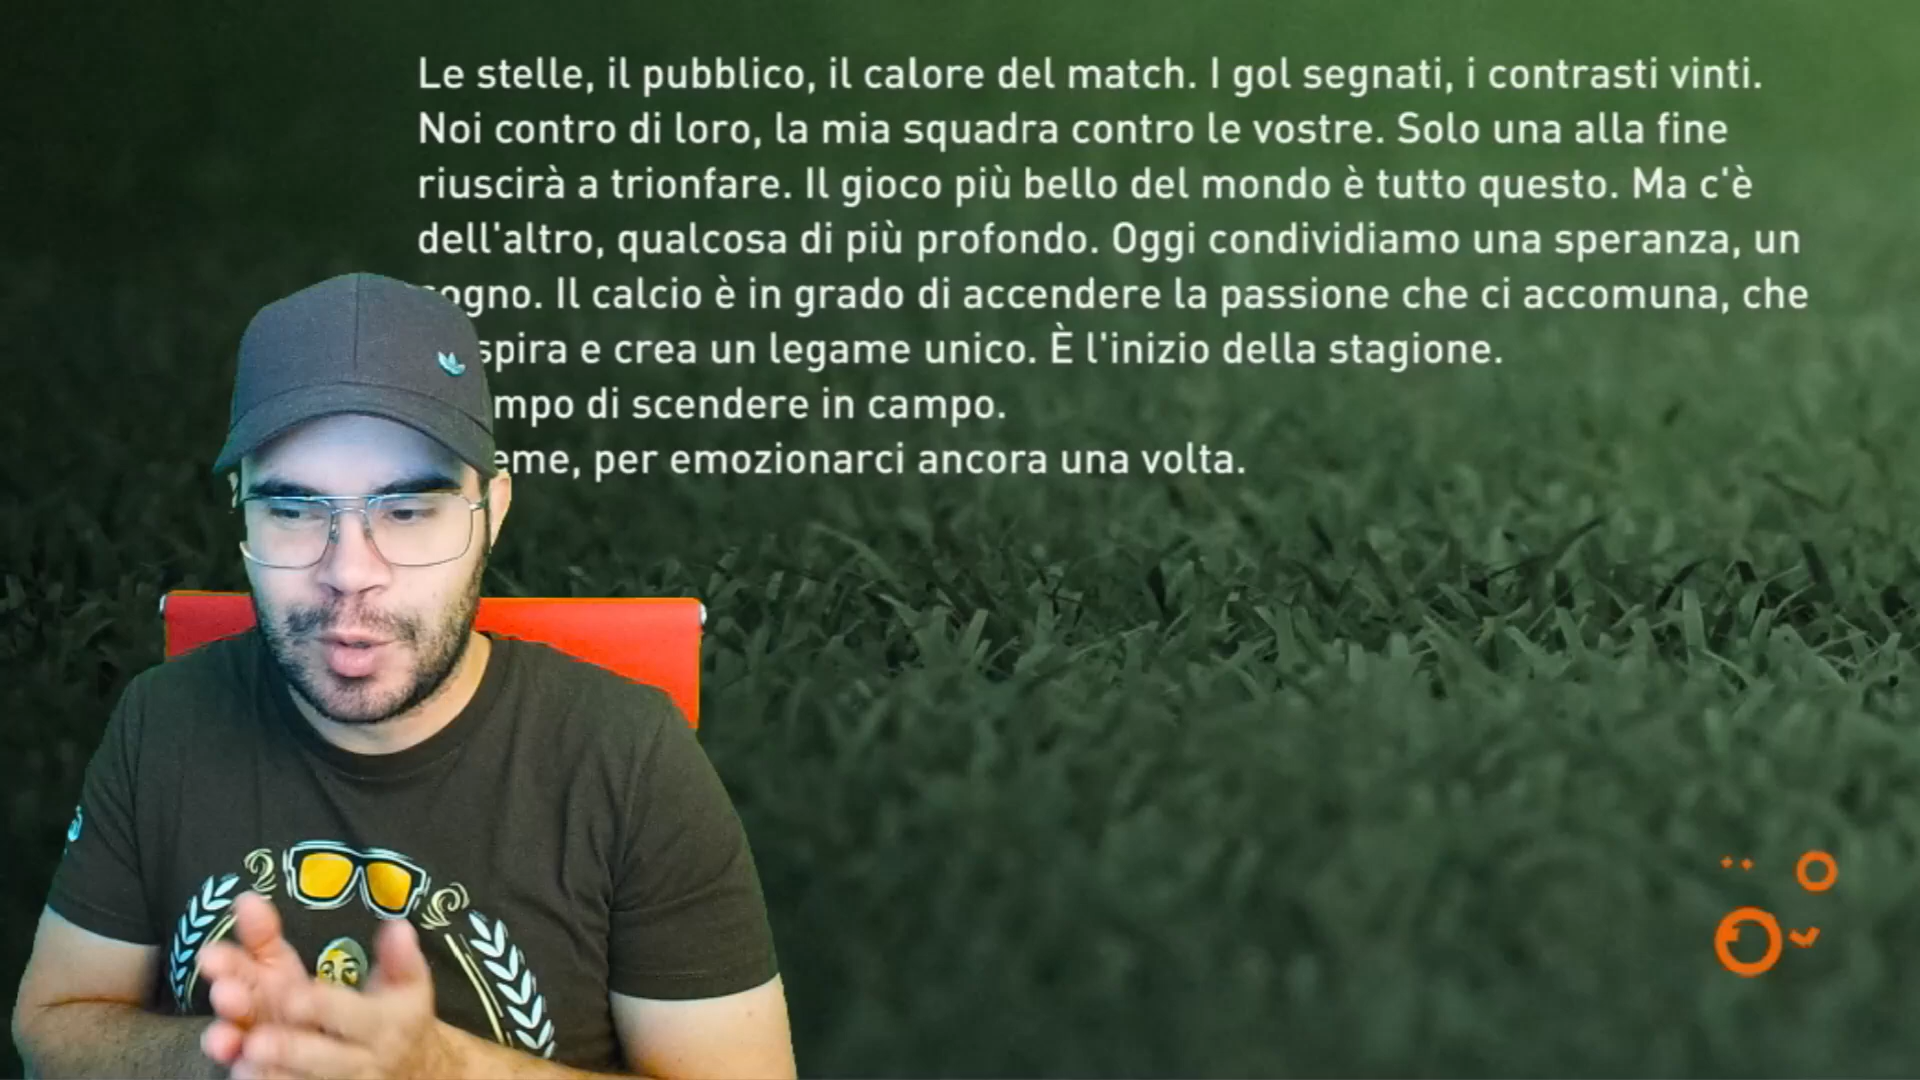 Le stelle, il pubblico, il calore del match. I gol segnati, i contrasti vinti.
Noi contro di loro, la mia squadra contro le vostre. Solo una alla fine
riuscirà a trionfare. Il gioco più bello del mondo è tutto questo. Ma c'è
dell'altro, qualcosa di più profondo. Oggi condividiamo una speranza, un
Il calcio è in grado di accendere la passione che ci accomuna, che
e crea un legame unico. È l'inizio della stagione.
di scendere in campo.
per emozionarci ancora una volta.